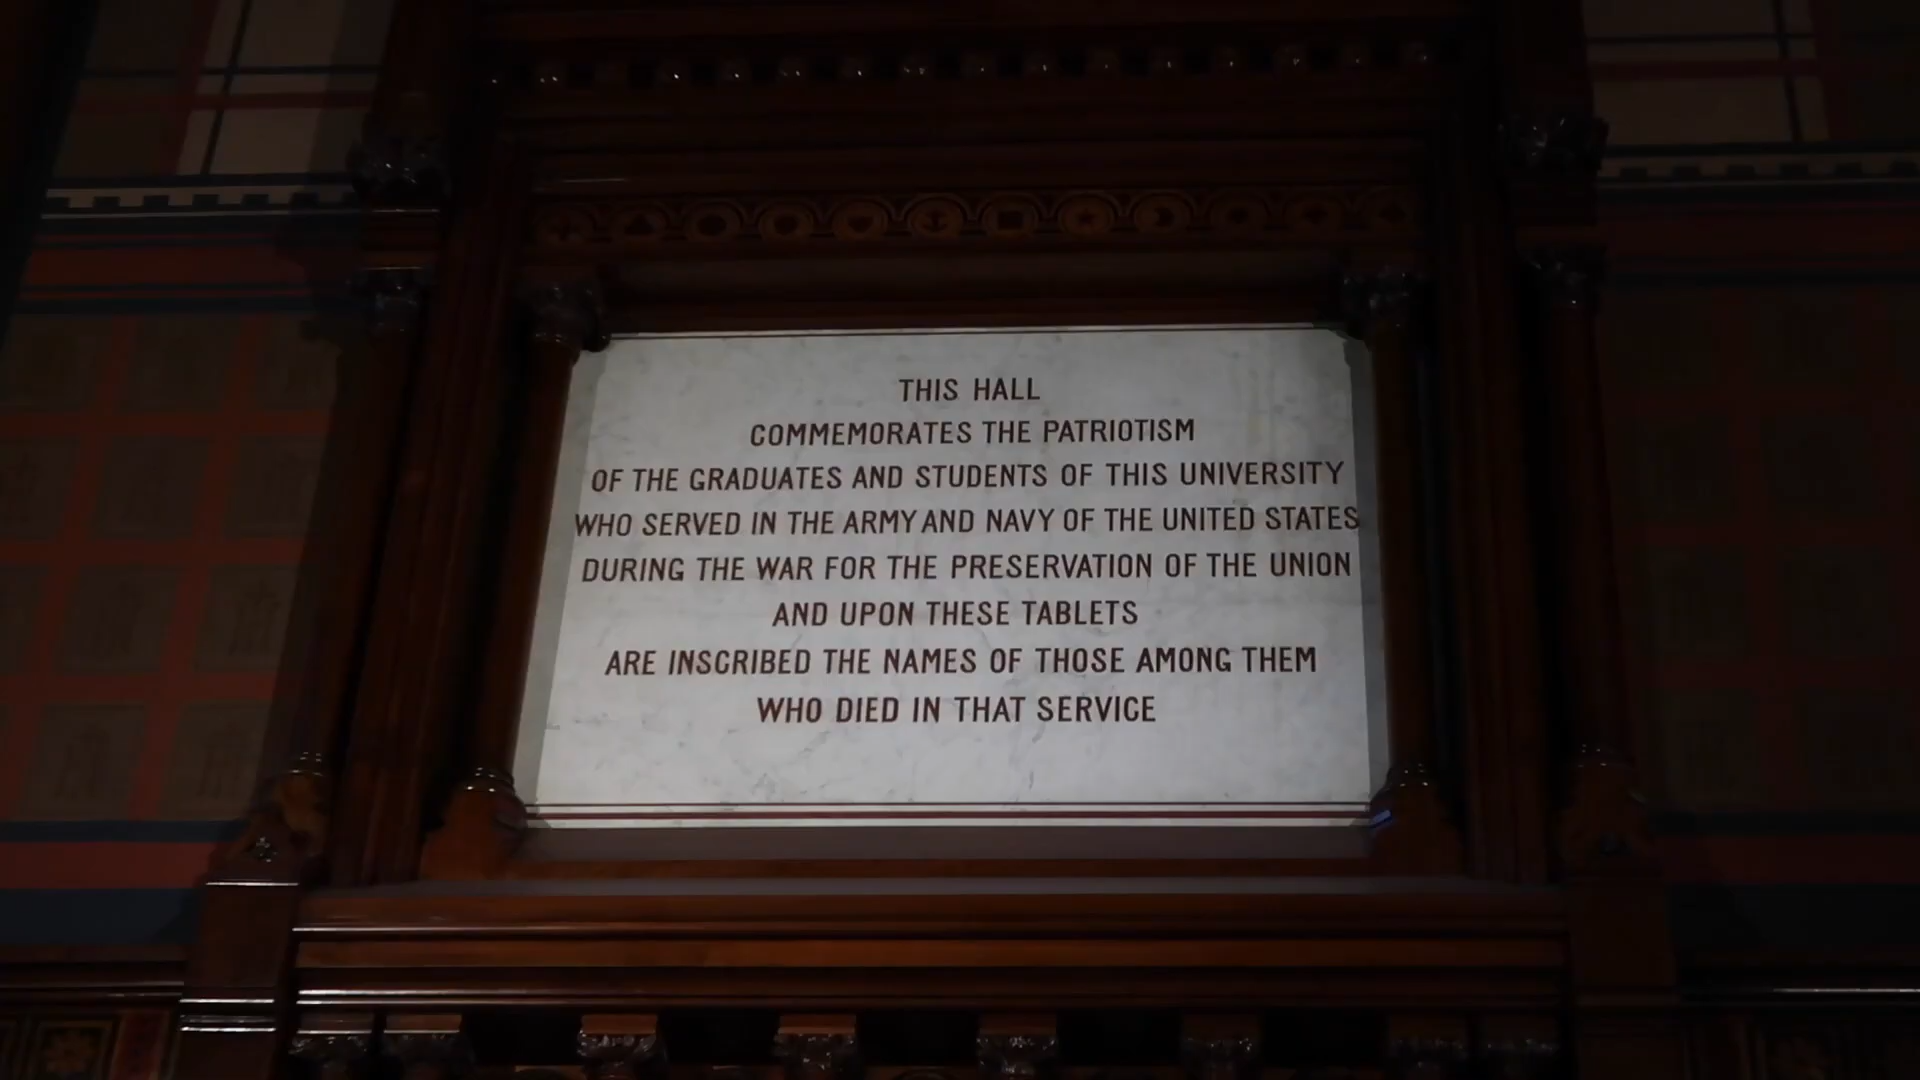 THIS HALL
COMMEMORATES THE PATRIOTISM
OF THE GRADUATES AND STUDENTS OF THIS UNIVERSITY
WHO SERVED IN THE ARMY AND NAVY OF THE UNITED STATES
DURING THE WAR FOR THE PRESERVATION OF THE UNION
AND UPON THESE TABLETS
ARE INSCRIBED THE NAMES OF THOSE AMONG THEM
WHO DIED IN THAT SERVICE